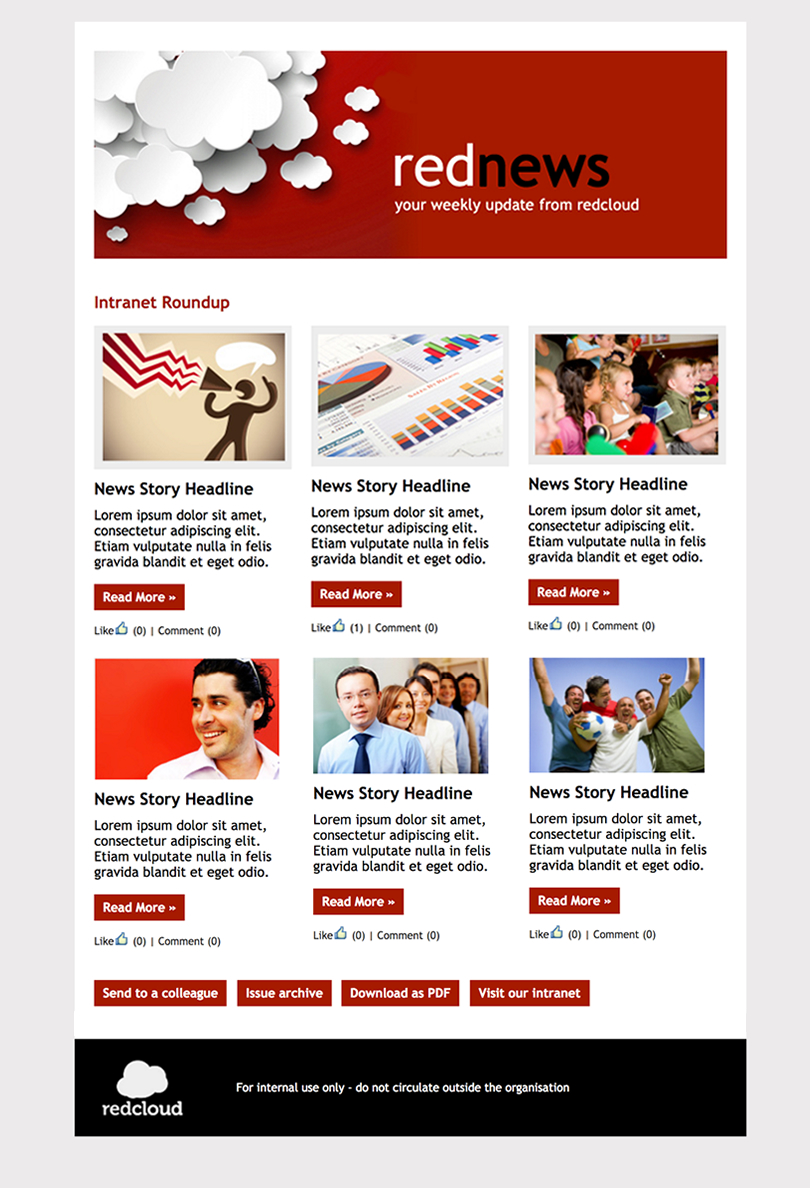 rednews
your weekly update from redcloud
Intranet Roundup
SALES BY REGION
News Story Headline
Lorem ipsum dolor sit amet,
consectetur adipiscing elit.
Etiam vulputate nulla in felis
gravida blandit et eget odio.
Read More »
Like (0) | Comment (0)
News Story Headline
Lorem ipsum dolor sit amet,
consectetur adipiscing elit.
Etiam vulputate nulla in felis
gravida blandit et eget odio.
Read More »
Like (1) | Comment (0)
News Story Headline
Lorem ipsum dolor sit amet,
consectetur adipiscing elit.
Etiam vulputate nulla in felis
gravida blandit et eget odio.
Read More »
Like (0) | Comment (0)
News Story Headline
Lorem ipsum dolor sit amet,
consectetur adipiscing elit.
Etiam vulputate nulla in felis
gravida blandit et eget odio.
Read More »
Like (0) | Comment (0)
News Story Headline
Lorem ipsum dolor sit amet,
consectetur adipiscing elit.
Etiam vulputate nulla in felis
gravida blandit et eget odio.
Read More »
Like (0) | Comment (0)
News Story Headline
Lorem ipsum dolor sit amet,
consectetur adipiscing elit.
Etiam vulputate nulla in felis
gravida blandit et eget odio.
Read More »
Like (0) | Comment (0)
Send to a colleague
Issue archive
Download as PDF
Visit our intranet
redcloud
For internal use only - do not circulate outside the organisation